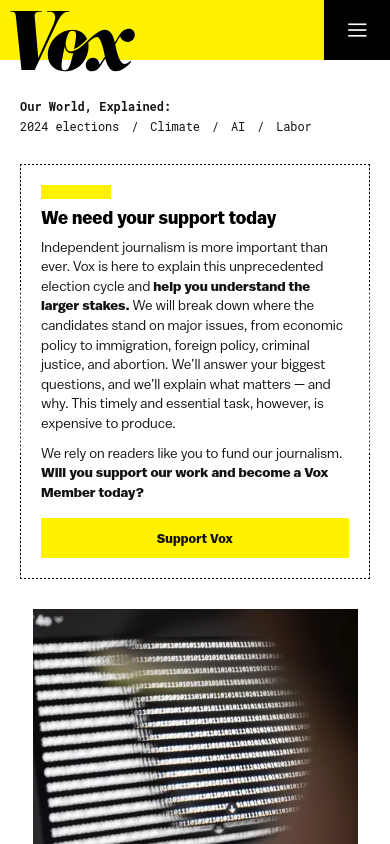 Vox
Our World, Explained:
2024 elections / Climate / AI / Labor
We need your support today
Independent journalism is more important than
ever. Vox is here to explain this unprecedented
election cycle and help you understand the
larger stakes. We will break down where the
candidates stand on major issues, from economic
policy to immigration, foreign policy, criminal
justice, and abortion. We’ll answer your biggest
questions, and we’ll explain what matters — and
why. This timely and essential task, however, is
expensive to produce.
We rely on readers like you to fund our journalism.
Will you support our work and become a Vox
Member today?
Support Vox